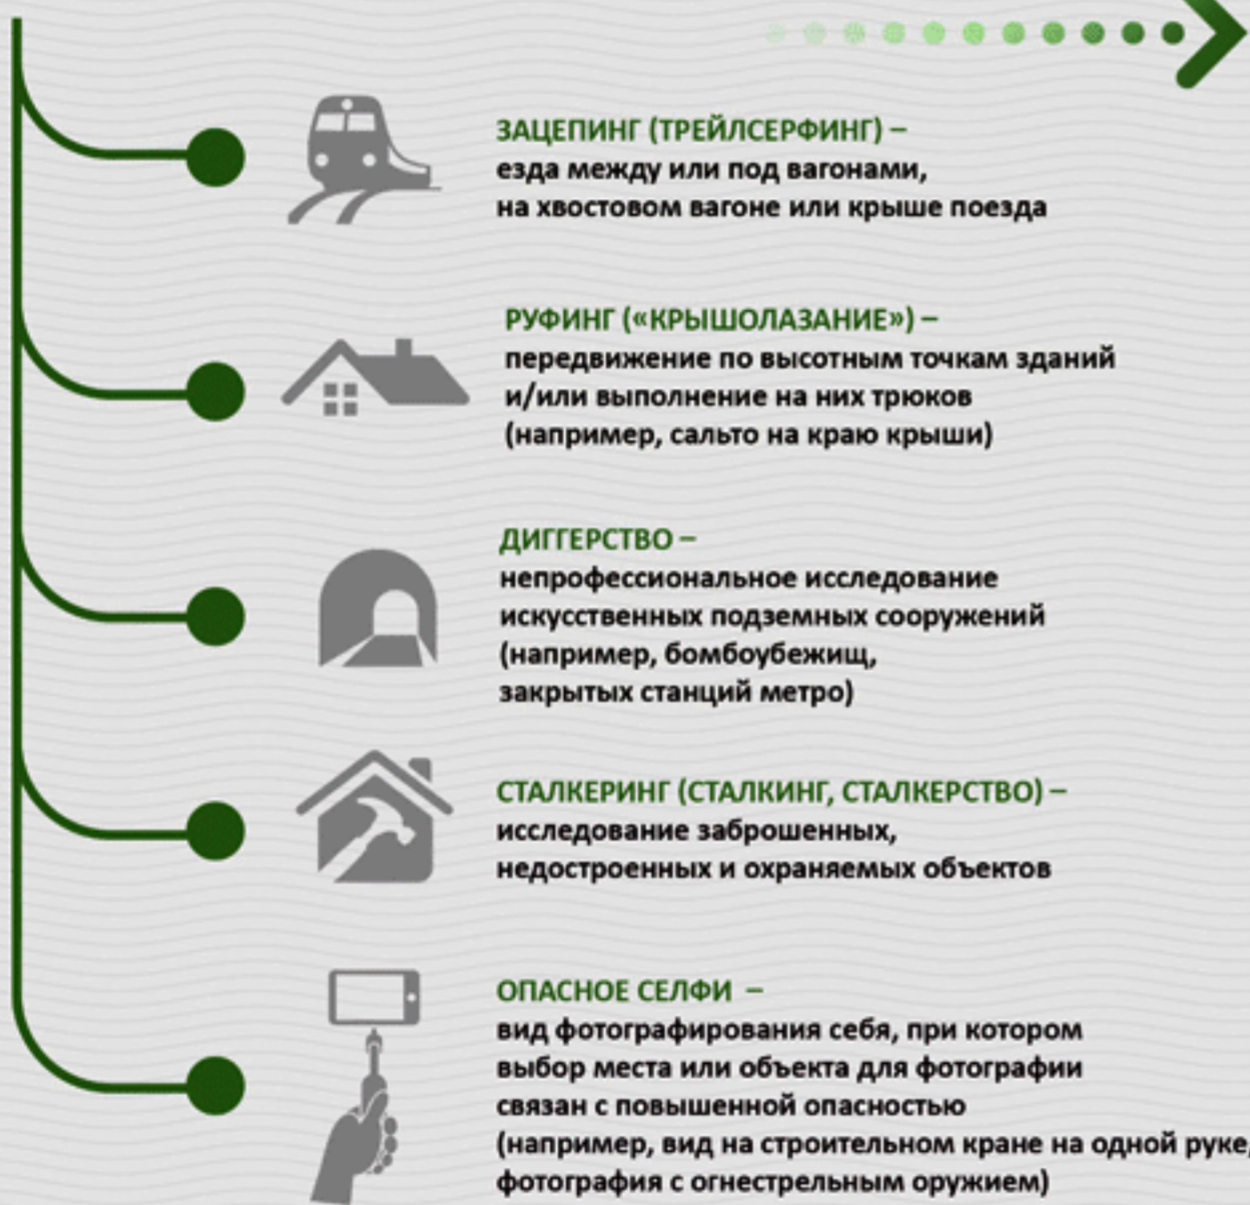 ЗАЦЕПИНГ (ТРЕЙЛСЕРФИНГ) –
езда между или под вагонами,
на хвостовом вагоне или крыше поезда
РУФИНГ («КРЫШОЛАЗАНИЕ») –
передвижение по высотным точкам зданий
и/или выполнение на них трюков
(например, сальто на краю крыши)
ДИГГЕРСТВО –
непрофессиональное исследование
искусственных подземных сооружений
(например, бомбоубежищ,
закрытых станций метро)
СТАЛКЕРИНГ (СТАЛКИНГ, СТАЛКЕРСТВО) –
исследование заброшенных,
недостроенных и охраняемых объектов
ОПАСНОЕ СЕЛФИ –
вид фотографирования себя, при котором
выбор места или объекта для фотографии
связан с повышенной опасностью
(например, вид на строительном кране на одной руке,
фотография с огнестрельным оружием)